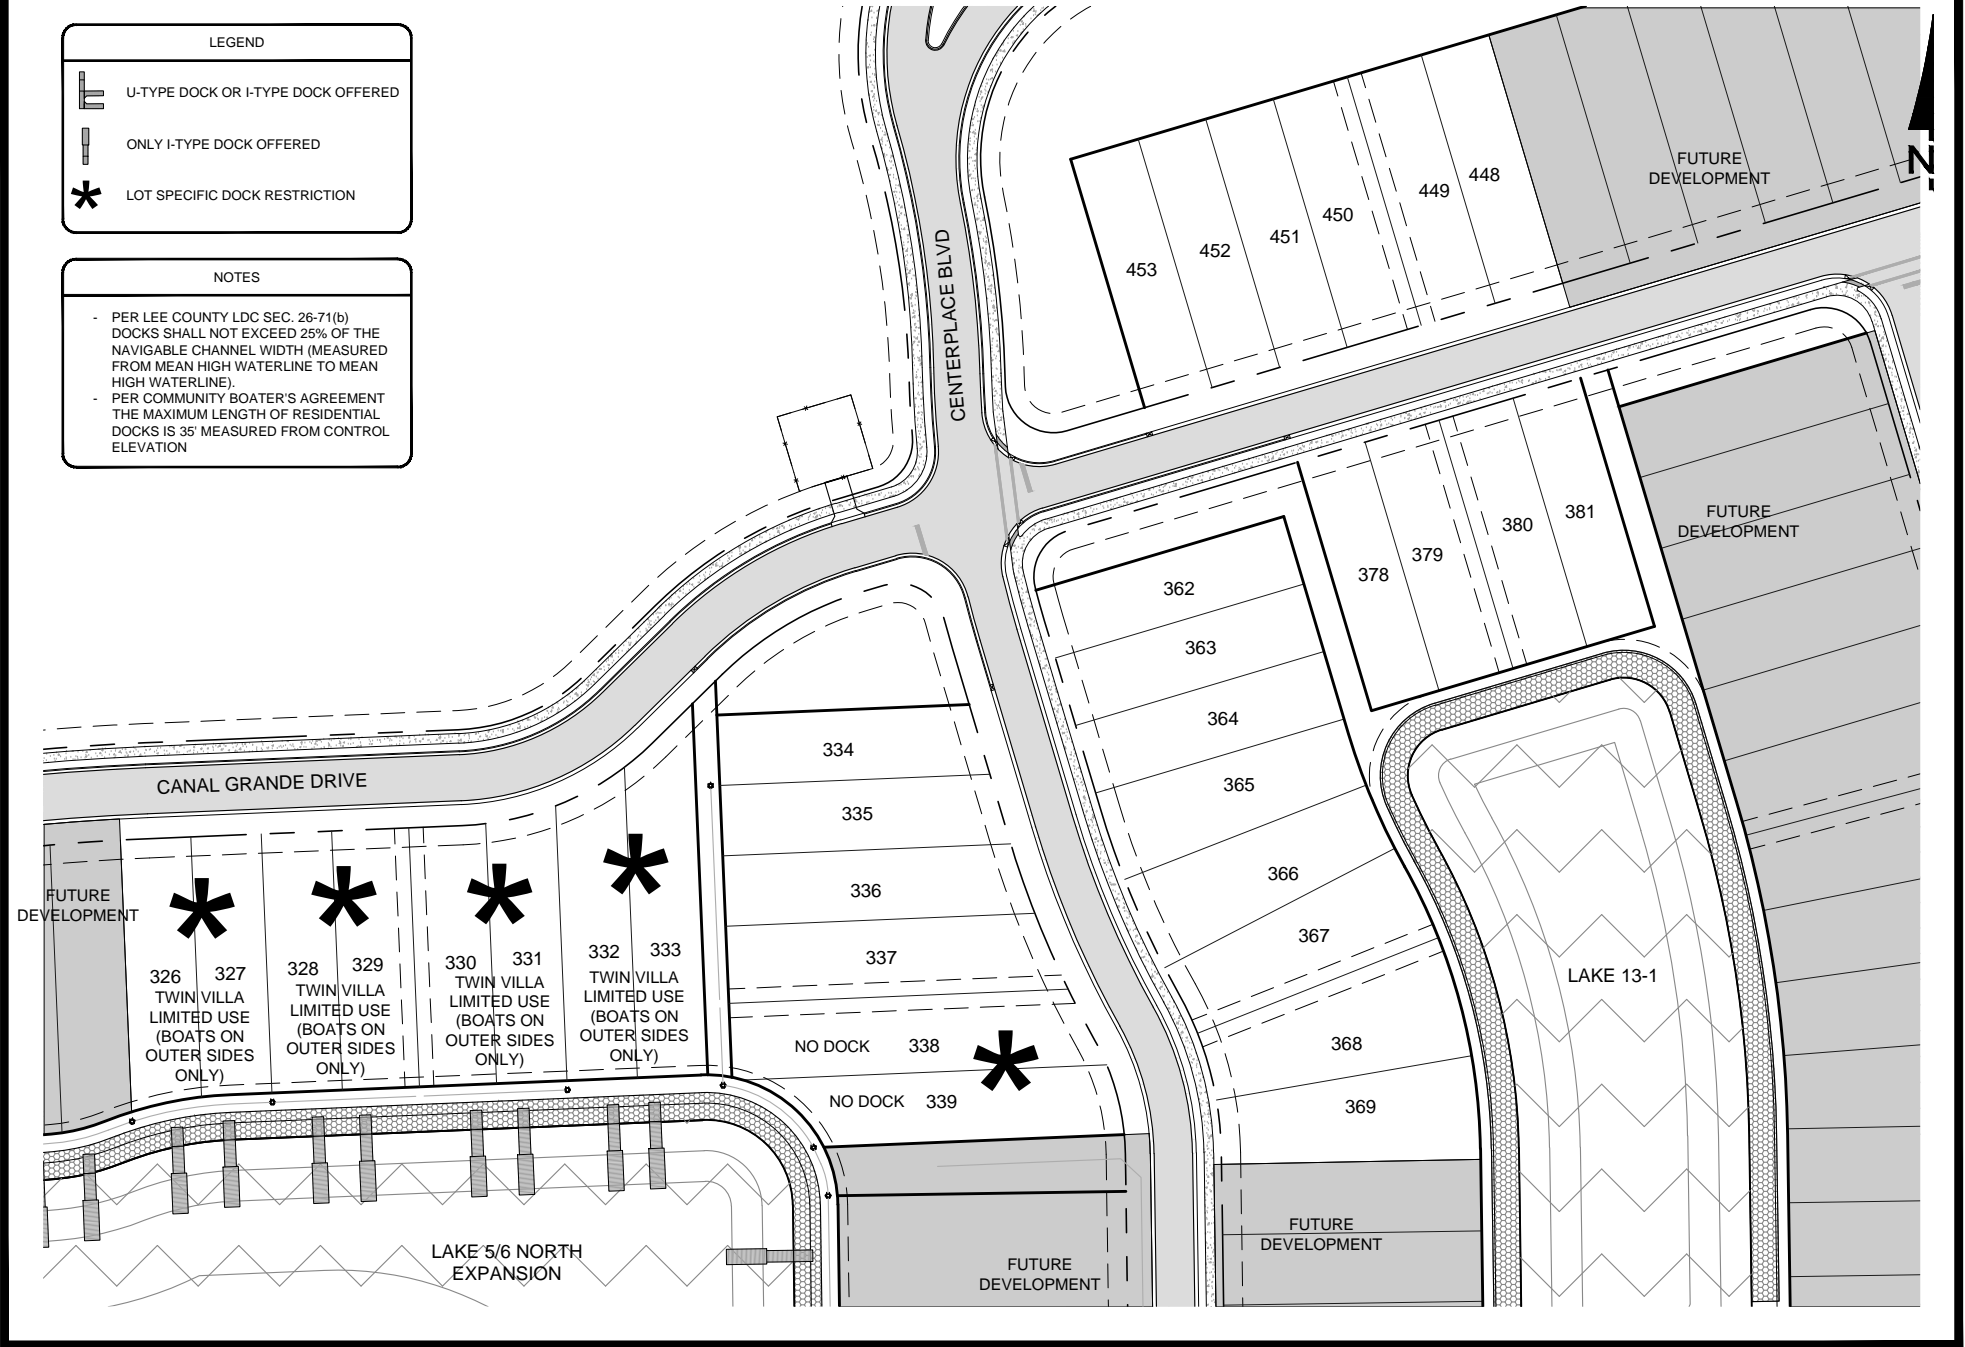 LEGEND
U-TYPE DOCK OR I-TYPE DOCK OFFERED
ONLY I-TYPE DOCK OFFERED
LOT SPECIFIC DOCK RESTRICTION
NOTES
- PER LEE COUNTY LDC SEC. 26-71(b)
DOCKS SHALL NOT EXCEED 25% OF THE
NAVIGABLE CHANNEL WIDTH (MEASURED
FROM MEAN HIGH WATERLINE TO MEAN
HIGH WATERLINE).
- PER COMMUNITY BOATER'S AGREEMENT
THE MAXIMUM LENGTH OF RESIDENTIAL
DOCKS IS 35' MEASURED FROM CONTROL
ELEVATION
CENTERPLACE BLVD
453
452
451
450
449
448
FUTURE
DEVELOPMENT
N
378
379
380
381
FUTURE
DEVELOPMENT
362
363
364
365
366
367
368
369
FUTURE
DEVELOPMENT
LAKE 13-1
CANAL GRANDE DRIVE
334
335
336
337
NO DOCK 338
NO DOCK 339
FUTURE
DEVELOPMENT
FUTURE
DEVELOPMENT
326 327
TWIN VILLA
LIMITED USE
(BOATS ON
OUTER SIDES
ONLY)
328 329
TWIN VILLA
LIMITED USE
(BOATS ON
OUTER SIDES
ONLY)
330 331
TWIN VILLA
LIMITED USE
(BOATS ON
OUTER SIDES
ONLY)
332 333
TWIN VILLA
LIMITED USE
(BOATS ON
OUTER SIDES
ONLY)
LAKE 5/6 NORTH
EXPANSION